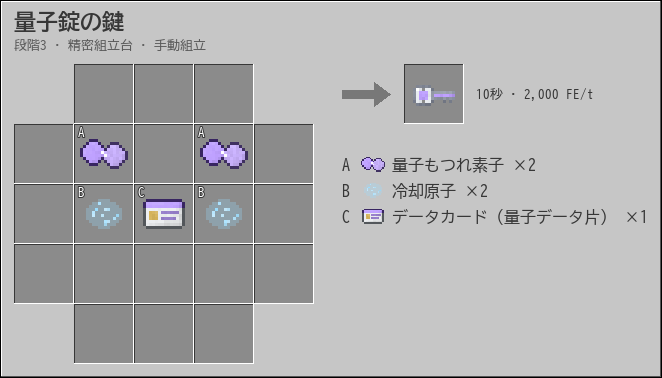 量子錠の鍵
段階3 · 精密組立台 · 手動組立
10秒 · 2,000 FE/t
A A
B C B
A 量子もつれ素子 ×2
B 冷却原子 ×2
C データカード（量子データ片） ×1